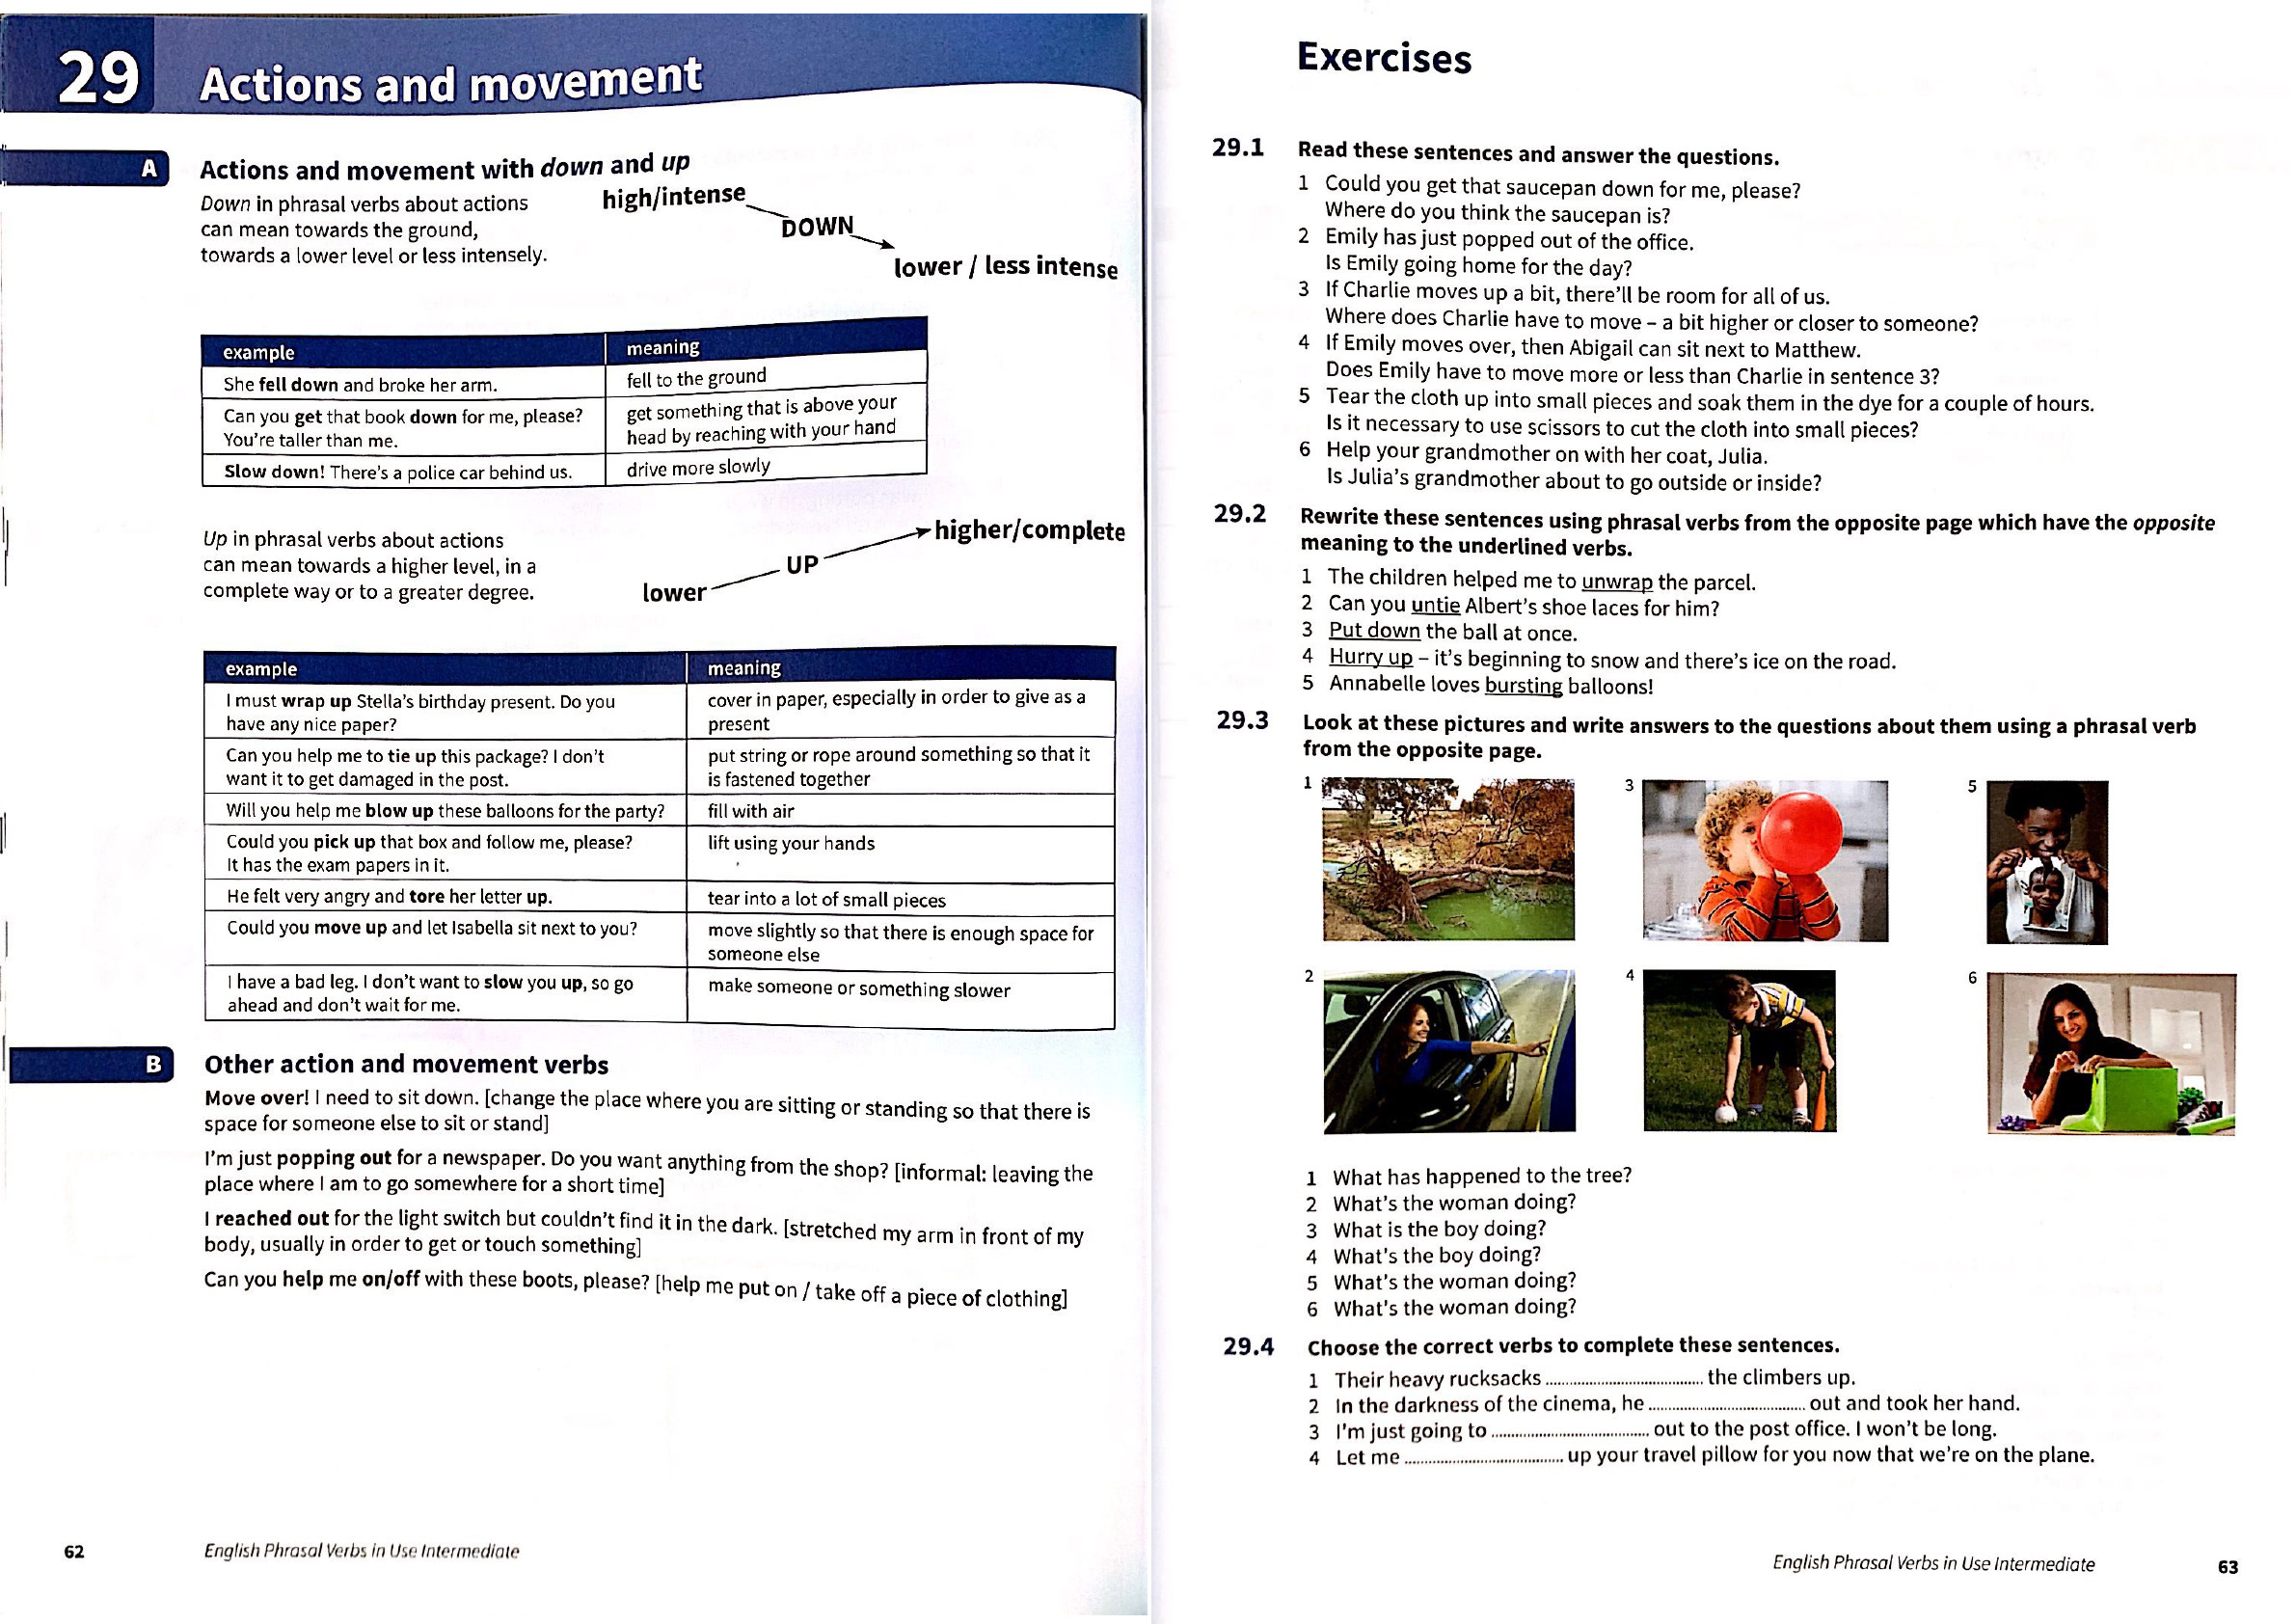 29 Actions and movement
A Actions and movement with down and up
Down in phrasal verbs about actions
can mean towards the ground,
towards a lower level or less intensely.
high/intense
DOWN
lower / less intense
example meaning
She fell down and broke her arm. fell to the ground
Can you get that book down for me, please? get something that is above your
You're taller than me. head by reaching with your hand
Slow down! There's a police car behind us. drive more slowly
Up in phrasal verbs about actions
can mean towards a higher level, in a
complete way or to a greater degree.
higher/complete
UP
lower
example meaning
I must wrap up Stella's birthday present. Do you cover in paper, especially in order to give as a
have any nice paper? present
Can you help me to tie up this package? I don't put string or rope around something so that it
want it to get damaged in the post. is fastened together
Will you help me blow up these balloons for the party? fill with air
Could you pick up that box and follow me, please? lift using your hands
It has the exam papers in it.
He felt very angry and tore her letter up. tear into a lot of small pieces
Could you move up and let Isabella sit next to you? move slightly so that there is enough space for
someone else
I have a bad leg. I don't want to slow you up, so go make someone or something slower
ahead and don't wait for me.
B Other action and movement verbs
Move over! I need to sit down. [change the place where you are sitting or standing so that there is
space for someone else to sit or stand]
I'm just popping out for a newspaper. Do you want anything from the shop? [informal: leaving the
place where I am to go somewhere for a short time]
I reached out for the light switch but couldn't find it in the dark. [stretched my arm in front of my
body, usually in order to get or touch something]
Can you help me on/off with these boots, please? [help me put on / take off a piece of clothing]
62 English Phrasal Verbs in Use Intermediate
Exercises
29.1 Read these sentences and answer the questions.
1 Could you get that saucepan down for me, please?
Where do you think the saucepan is?
2 Emily has just popped out of the office.
Is Emily going home for the day?
3 If Charlie moves up a bit, there'll be room for all of us.
Where does Charlie have to move – a bit higher or closer to someone?
4 If Emily moves over, then Abigail can sit next to Matthew.
Does Emily have to move more or less than Charlie in sentence 3?
5 Tear the cloth up into small pieces and soak them in the dye for a couple of hours.
Is it necessary to use scissors to cut the cloth into small pieces?
6 Help your grandmother on with her coat, Julia.
Is Julia's grandmother about to go outside or inside?
29.2 Rewrite these sentences using phrasal verbs from the opposite page which have the opposite
meaning to the underlined verbs.
1 The children helped me to unwrap the parcel.
2 Can you untie Albert's shoe laces for him?
3 Put down the ball at once.
4 Hurry up – it's beginning to snow and there's ice on the road.
5 Annabelle loves bursting balloons!
29.3 Look at these pictures and write answers to the questions about them using a phrasal verb
from the opposite page.
1 3 5
2 4 6
1 What has happened to the tree?
2 What's the woman doing?
3 What is the boy doing?
4 What's the boy doing?
5 What's the woman doing?
6 What's the woman doing?
29.4 Choose the correct verbs to complete these sentences.
1 Their heavy rucksacks .................................... the climbers up.
2 In the darkness of the cinema, he .................................... out and took her hand.
3 I'm just going to .................................... out to the post office. I won't be long.
4 Let me .................................... up your travel pillow for you now that we're on the plane.
English Phrasal Verbs in Use Intermediate 63